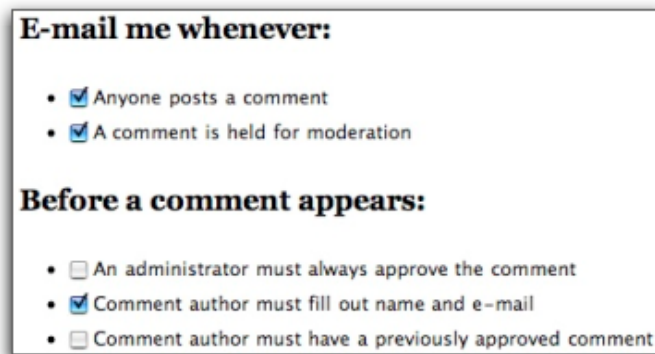 E-mail me whenever:
Anyone posts a comment
A comment is held for moderation
Before a comment appears:
An administrator must always approve the comment
Comment author must fill out name and e-mail
Comment author must have a previously approved comment